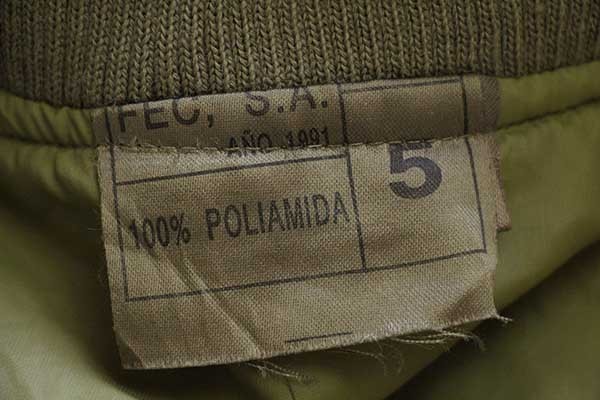 FEC, S.A.
AÑO 1991
5
100% POLIAMIDA